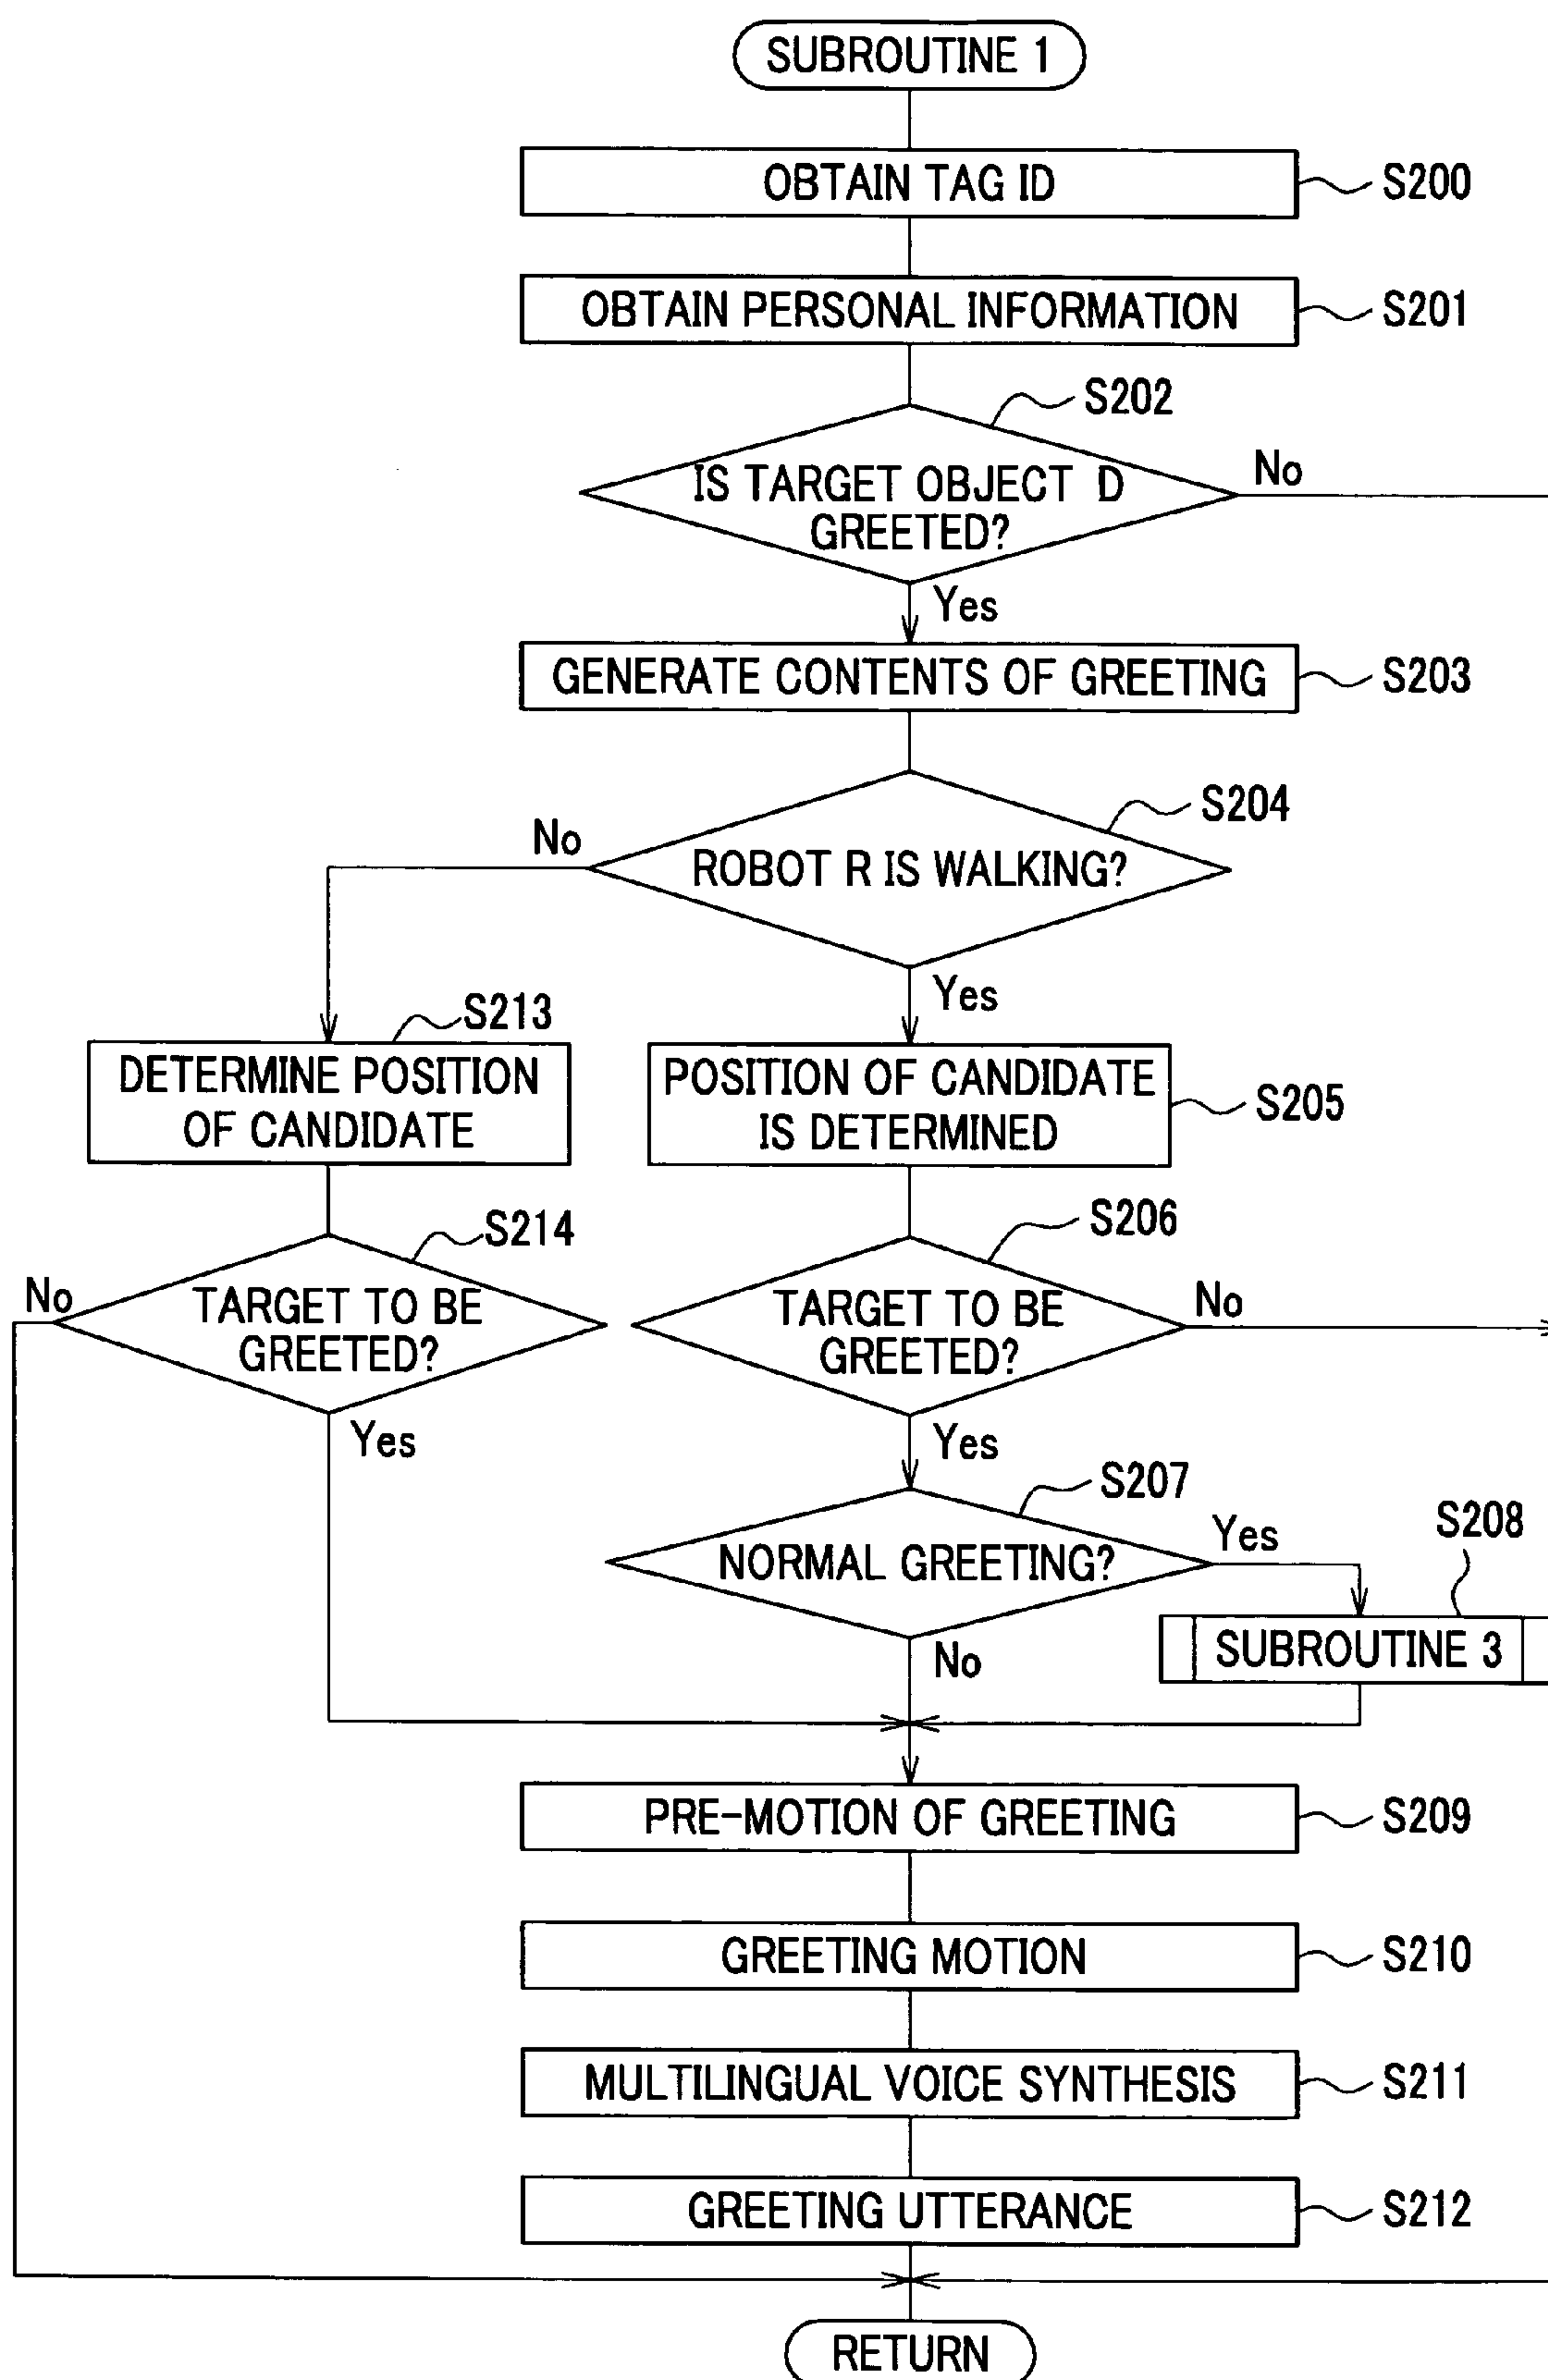 SUBROUTINE 1
OBTAIN TAG ID
S200
OBTAIN PERSONAL INFORMATION
S201
S202
IS TARGET OBJECT D
GREETED?
No
Yes
GENERATE CONTENTS OF GREETING
S203
S204
No
ROBOT R IS WALKING?
Yes
S213
DETERMINE POSITION
OF CANDIDATE
POSITION OF CANDIDATE
IS DETERMINED
S205
S214
No
TARGET TO BE
GREETED?
Yes
S206
TARGET TO BE
GREETED?
No
Yes
S207
NORMAL GREETING?
Yes
S208
SUBROUTINE 3
No
PRE-MOTION OF GREETING
S209
GREETING MOTION
S210
MULTILINGUAL VOICE SYNTHESIS
S211
GREETING UTTERANCE
S212
RETURN